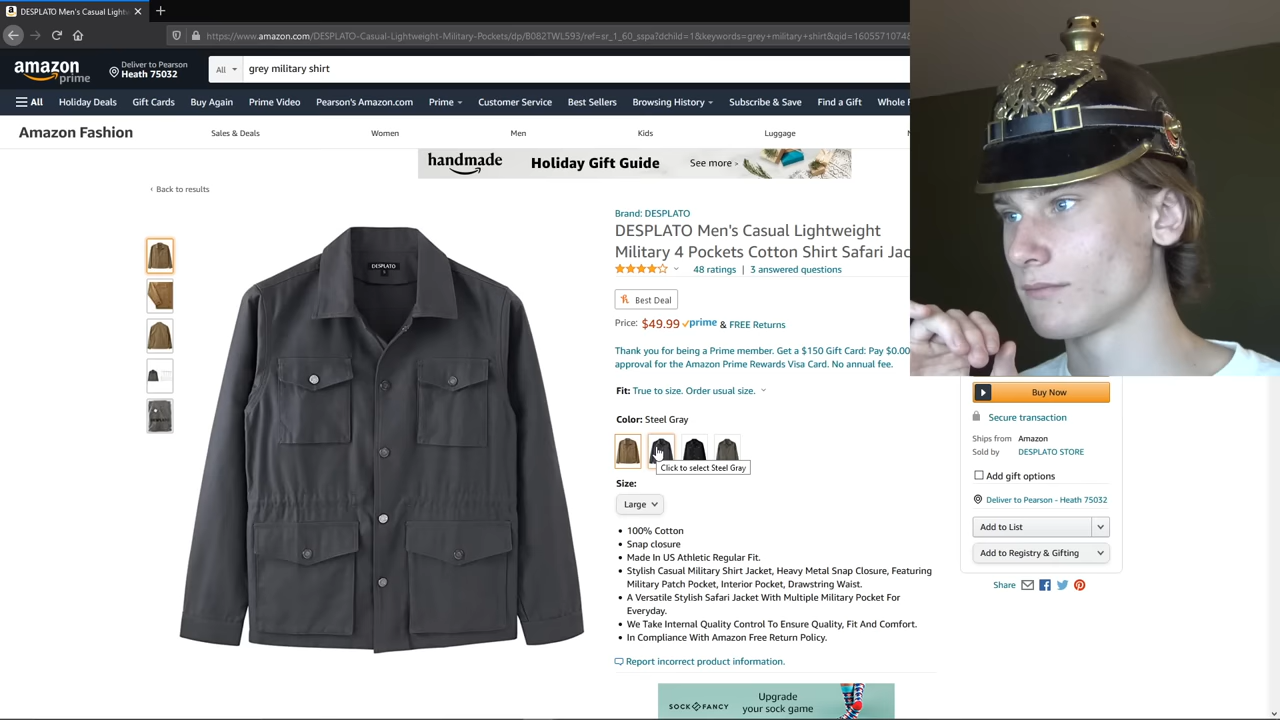 DESPLATO Men's Casual Lightw
https://www.amazon.com/DESPLATO-Casual-Lightweight-Military-Pockets/dp/B082TWL593/ref=sr_1_60_sspa?dchild=1&keywords=grey+military+shirt&qid=1605571074
amazon
prime
Deliver to Pearson
Heath 75032
All
grey military shirt
All Holiday Deals Gift Cards Buy Again Prime Video Pearson's Amazon.com Prime Customer Service Best Sellers Browsing History Subscribe & Save Find a Gift Whole F
Amazon Fashion Sales & Deals Women Men Kids Luggage
handmade Holiday Gift Guide See more >
amazon
‹ Back to results
DESPLATO
Brand: DESPLATO
DESPLATO Men's Casual Lightweight
Military 4 Pockets Cotton Shirt Safari Jac
48 ratings | 3 answered questions
Best Deal
Price: $49.99 prime & FREE Returns
Thank you for being a Prime member. Get a $150 Gift Card: Pay $0.00
approval for the Amazon Prime Rewards Visa Card. No annual fee.
Fit: True to size. Order usual size.
Color: Steel Gray
Click to select Steel Gray
Size:
Large
• 100% Cotton
• Snap closure
• Made In US Athletic Regular Fit.
• Stylish Casual Military Shirt Jacket, Heavy Metal Snap Closure, Featuring
Military Patch Pocket, Interior Pocket, Drawstring Waist.
• A Versatile Stylish Safari Jacket With Multiple Military Pocket For
Everyday.
• We Take Internal Quality Control To Ensure Quality, Fit And Comfort.
• In Compliance With Amazon Free Return Policy.
Report incorrect product information.
SOCK FANCY
Upgrade
your sock game
Buy Now
Secure transaction
Ships from Amazon
Sold by DESPLATO STORE
Add gift options
Deliver to Pearson - Heath 75032
Add to List
Add to Registry & Gifting
Share